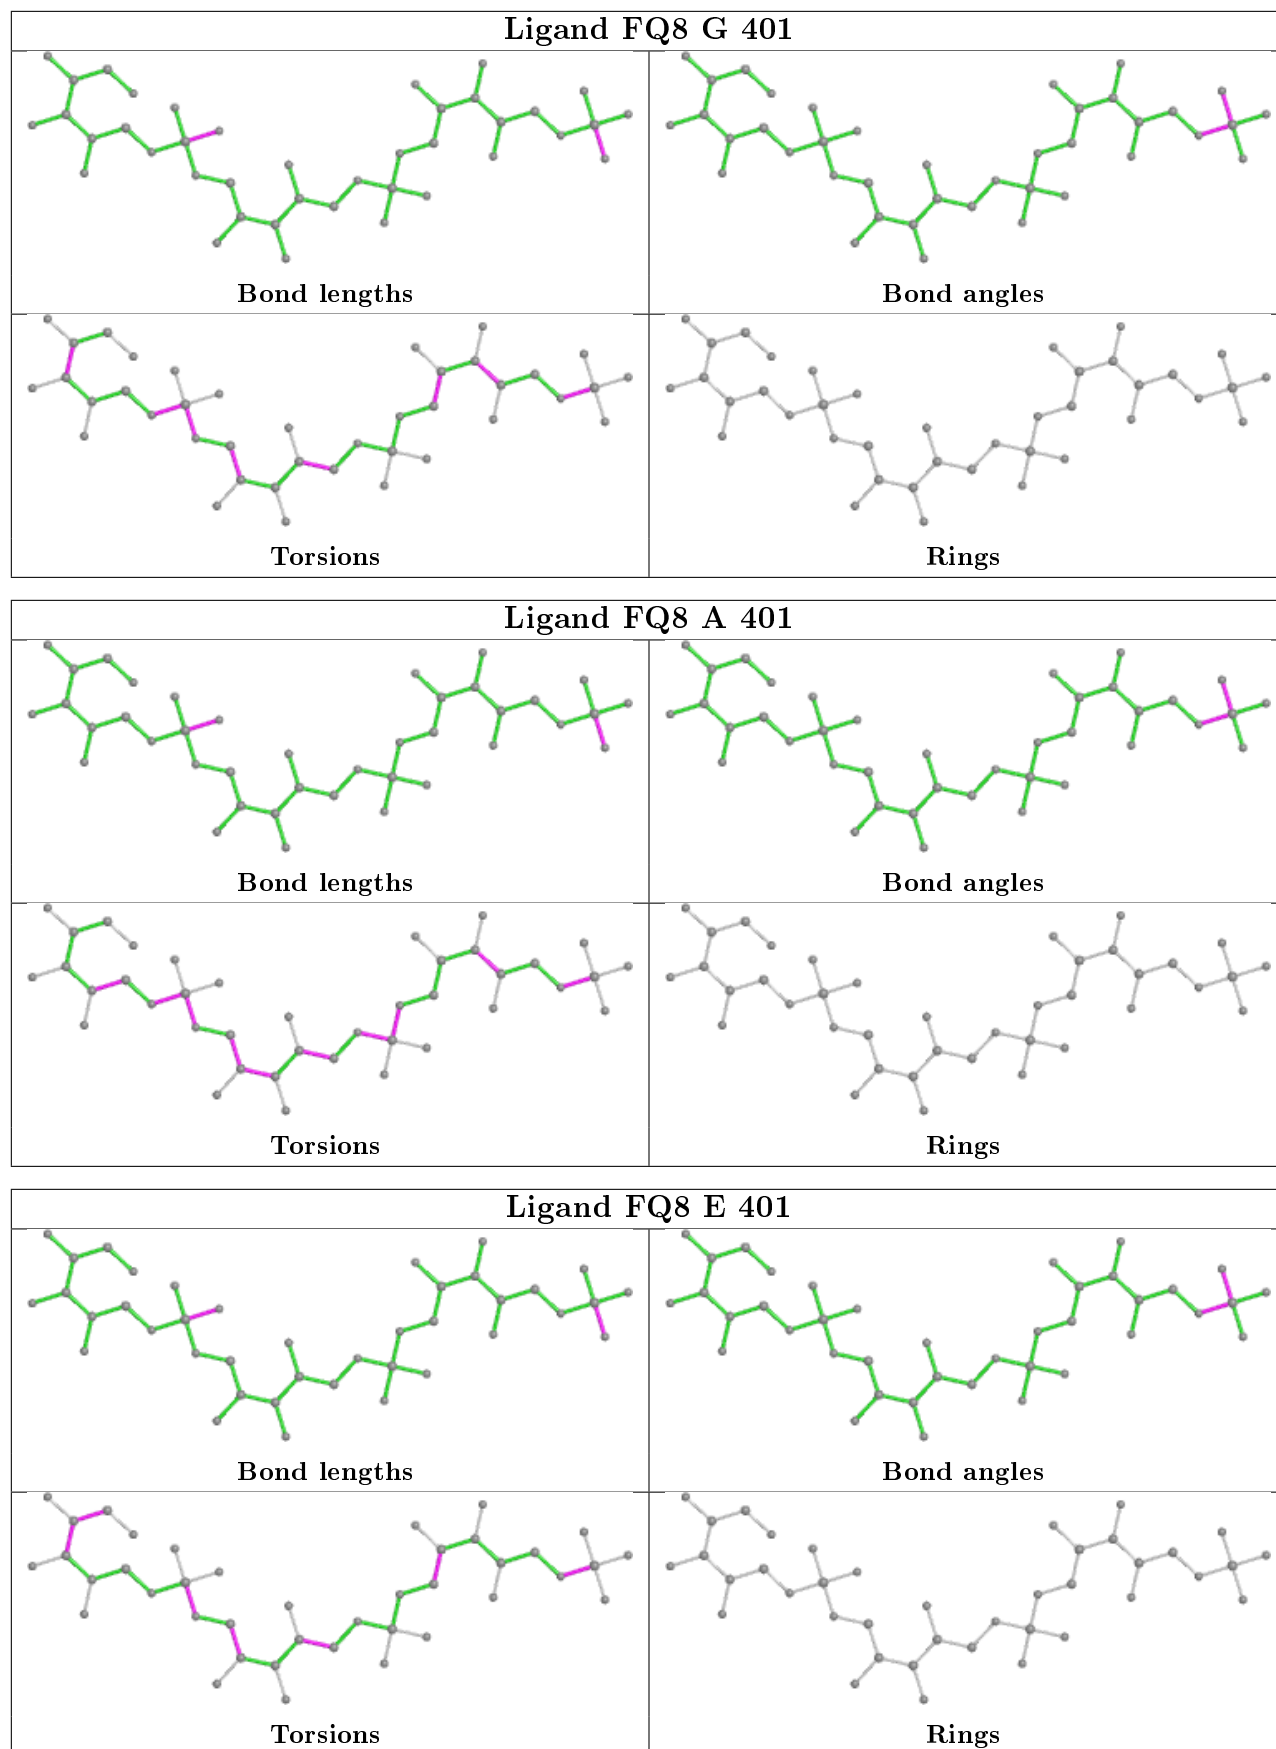 Ligand FQ8 G 401
Bond lengths
Bond angles
Torsions
Rings
Ligand FQ8 A 401
Bond lengths
Bond angles
Torsions
Rings
Ligand FQ8 E 401
Bond lengths
Bond angles
Torsions
Rings